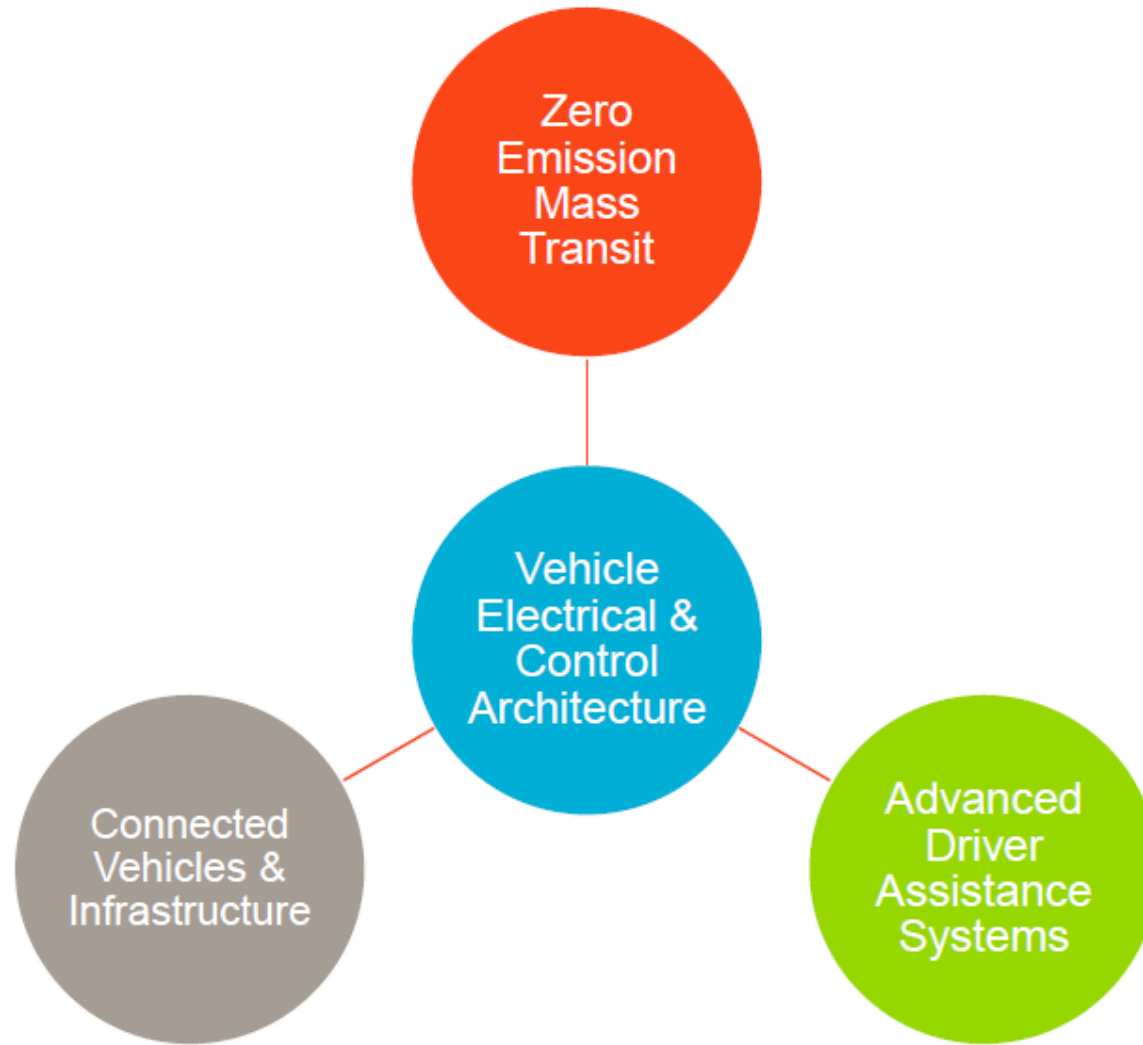 Zero
Emission
Mass
Transit
Vehicle
Electrical &
Control
Architecture
Connected
Vehicles &
Infrastructure
Advanced
Driver
Assistance
Systems